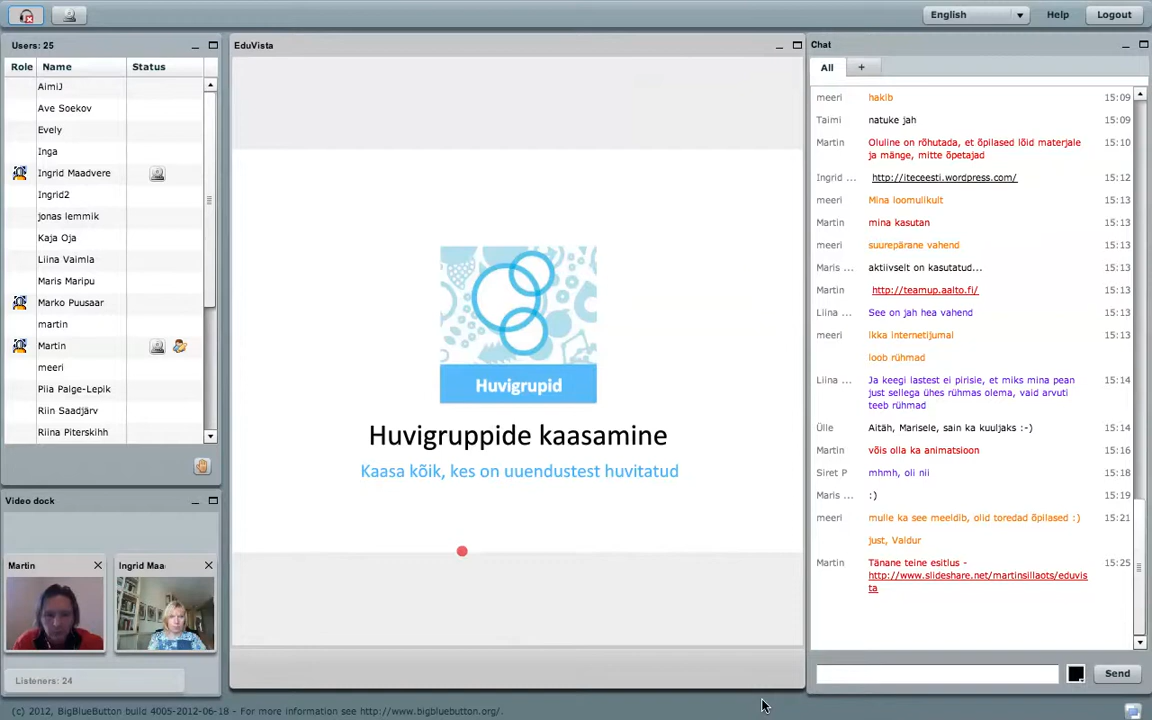 English
Help
Logout
Users: 25
Role Name Status
AimiJ
Ave Soekov
Evely
Inga
Ingrid Maadvere
Ingrid2
jonas lemmik
Kaja Oja
Liina Vaimla
Maris Maripu
Marko Puusaar
martin
Martin
meeri
Piia Palge-Lepik
Riin Saadjärv
Riina Piterskihh
Video dock
Martin
Ingrid Maa
Listeners: 24
EduVista
Huvigrupid
Huvigruppide kaasamine
Kaasa kõik, kes on uuendustest huvitatud
Chat
All +
meeri hakib 15:09
Taimi natuke jah 15:09
Martin Oluline on rõhutada, et õpilased lõid materjale 15:10
ja mänge, mitte õpetajad
Ingrid ... http://iteceesti.wordpress.com/ 15:12
meeri Mina loomulikult 15:13
Martin mina kasutan 15:13
meeri suurepärane vahend 15:13
Maris ... aktiivselt on kasutatud... 15:13
Martin http://teamup.aalto.fi/ 15:13
Liina ... See on jah hea vahend 15:13
meeri Ikka internetijumal 15:13
loob rühmad
Liina ... Ja keegi lastest ei pirisie, et miks mina pean 15:14
just sellega ühes rühmas olema, vaid arvuti
teeb rühmad
Ülle Aitäh, Marisele, sain ka kuuljaks :-) 15:14
Martin võis olla ka animatsioon 15:16
Siret P mhmh, oli nii 15:18
Maris ... :) 15:19
meeri mulle ka see meeldib, olid toredad õpilased :) 15:21
just, Valdur
Martin Tänane teine esitlus - 15:25
http://www.slideshare.net/martinsillaots/eduvis
ta
Send
(c) 2012, BigBlueButton build 4005-2012-06-18 - For more information see http://www.bigbluebutton.org/.